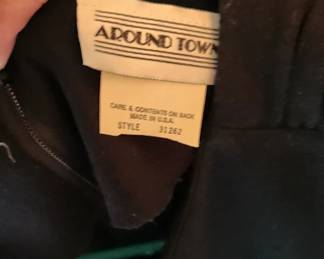 AROUND TOWN
CARE & CONTENTS ON BACK
MADE IN U.S.A.
STYLE 31262